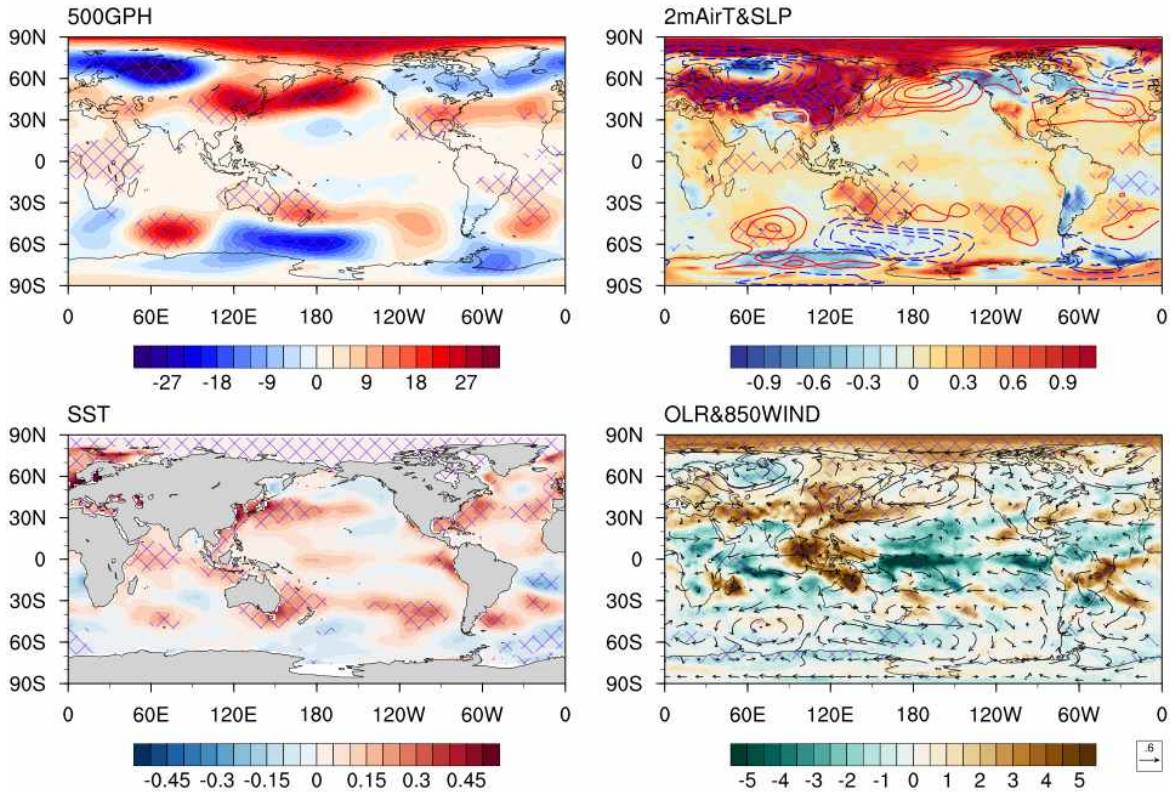 500GPH
90N
60N
30N
0
30S
60S
90S
0 60E 120E 180 120W 60W 0
-27 -18 -9 0 9 18 27
2mAirT&SLP
90N
60N
30N
0
30S
60S
90S
0 60E 120E 180 120W 60W 0
-0.9 -0.6 -0.3 0 0.3 0.6 0.9
SST
90N
60N
30N
0
30S
60S
90S
0 60E 120E 180 120W 60W 0
-0.45 -0.3 -0.15 0 0.15 0.3 0.45
OLR&850WIND
90N
60N
30N
0
30S
60S
90S
0 60E 120E 180 120W 60W 0
-5 -4 -3 -2 -1 0 1 2 3 4 5
.6